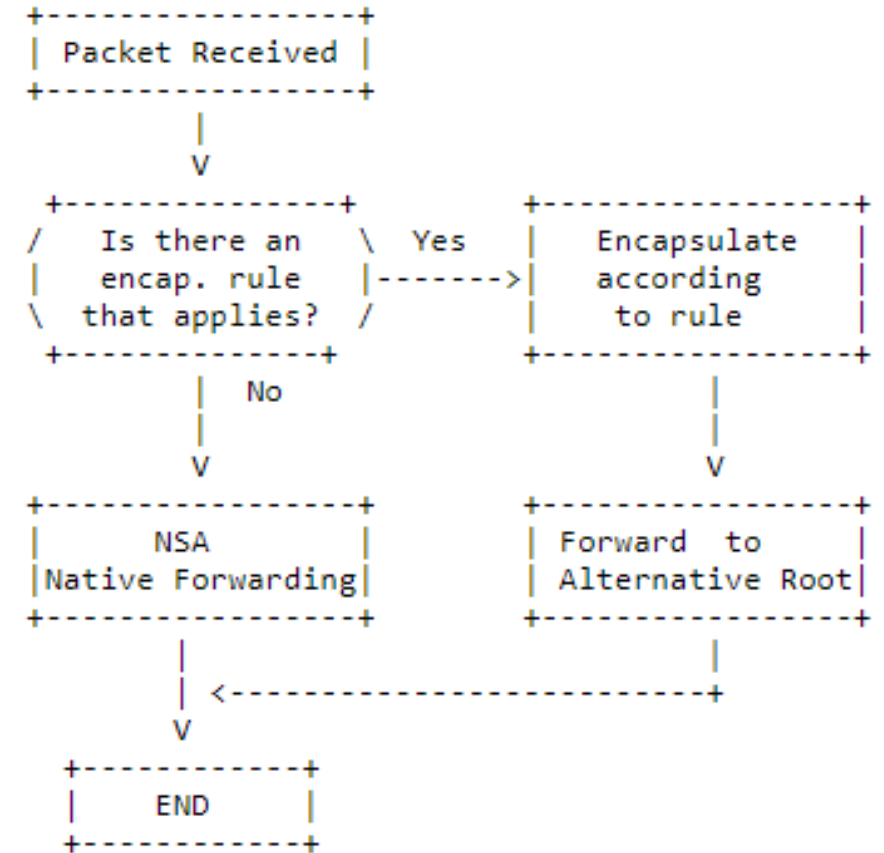 Packet Received
Is there an
encap. rule
that applies?
Yes
Encapsulate
according
to rule
No
NSA
Native Forwarding
Forward to
Alternative Root
END